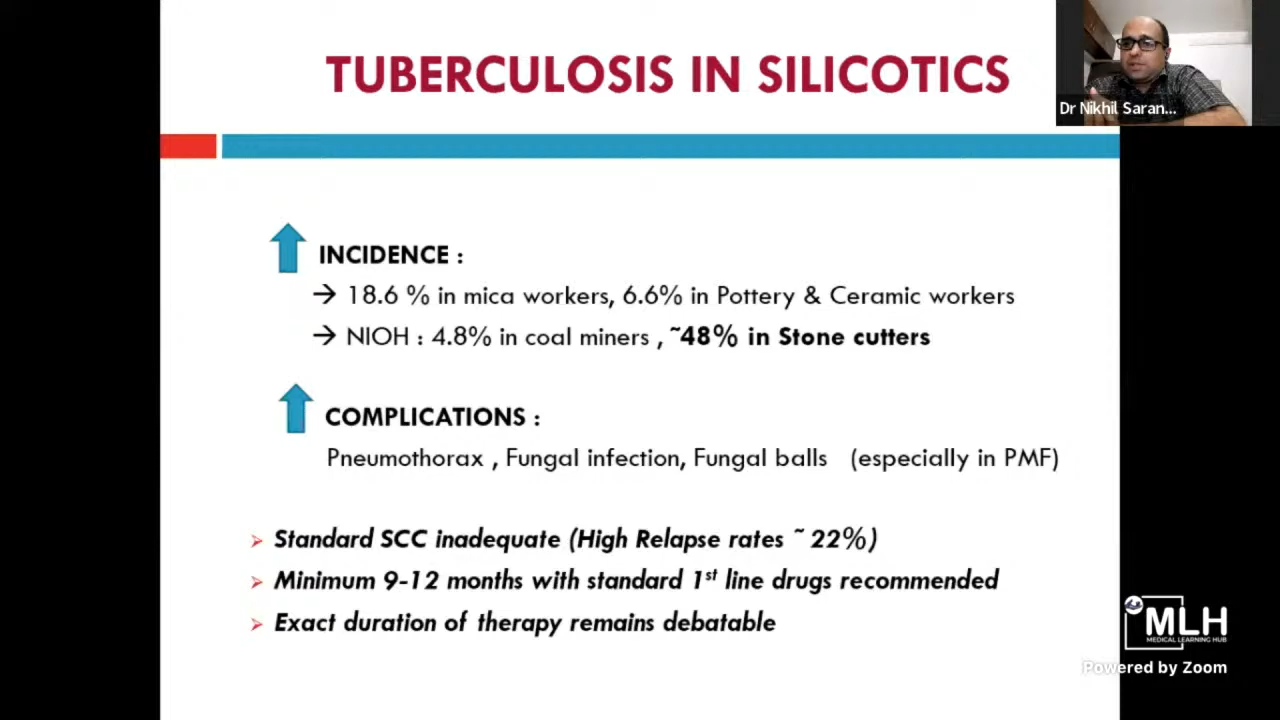 TUBERCULOSIS IN SILICOTICS
Dr Nikhil Saran...
INCIDENCE :
→ 18.6 % in mica workers, 6.6% in Pottery & Ceramic workers
→ NIOH : 4.8% in coal miners , ~48% in Stone cutters
COMPLICATIONS :
Pneumothorax , Fungal infection, Fungal balls (especially in PMF)
➢ Standard SCC inadequate (High Relapse rates ~ 22%)
➢ Minimum 9-12 months with standard 1st line drugs recommended
➢ Exact duration of therapy remains debatable
MLH
MEDICAL LEARNING HUB
Powered by Zoom